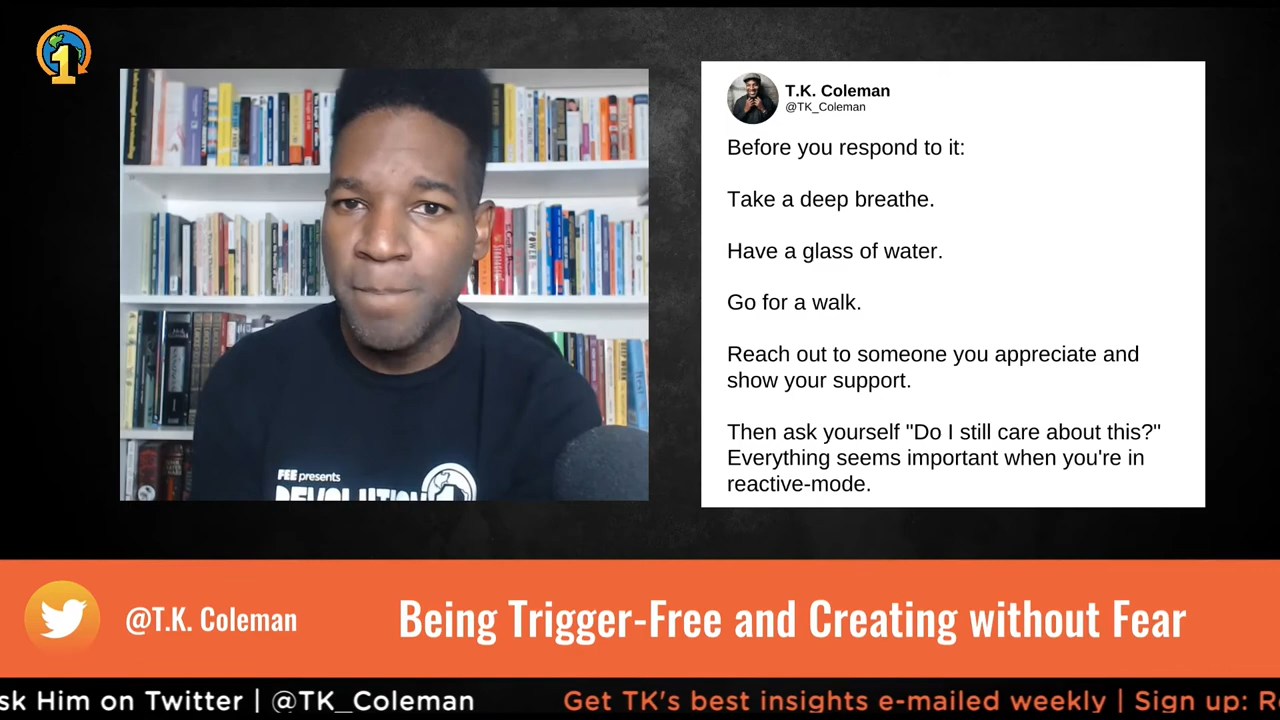 1
T.K. Coleman
@TK_Coleman
Before you respond to it:
Take a deep breathe.
Have a glass of water.
Go for a walk.
Reach out to someone you appreciate and
show your support.
Then ask yourself "Do I still care about this?"
Everything seems important when you're in
reactive-mode.
POWER
FEE presents
REVOLUTION
@T.K. Coleman
Being Trigger-Free and Creating without Fear
sk Him on Twitter | @TK_Coleman
Get TK's best insights e-mailed weekly | Sign up: R